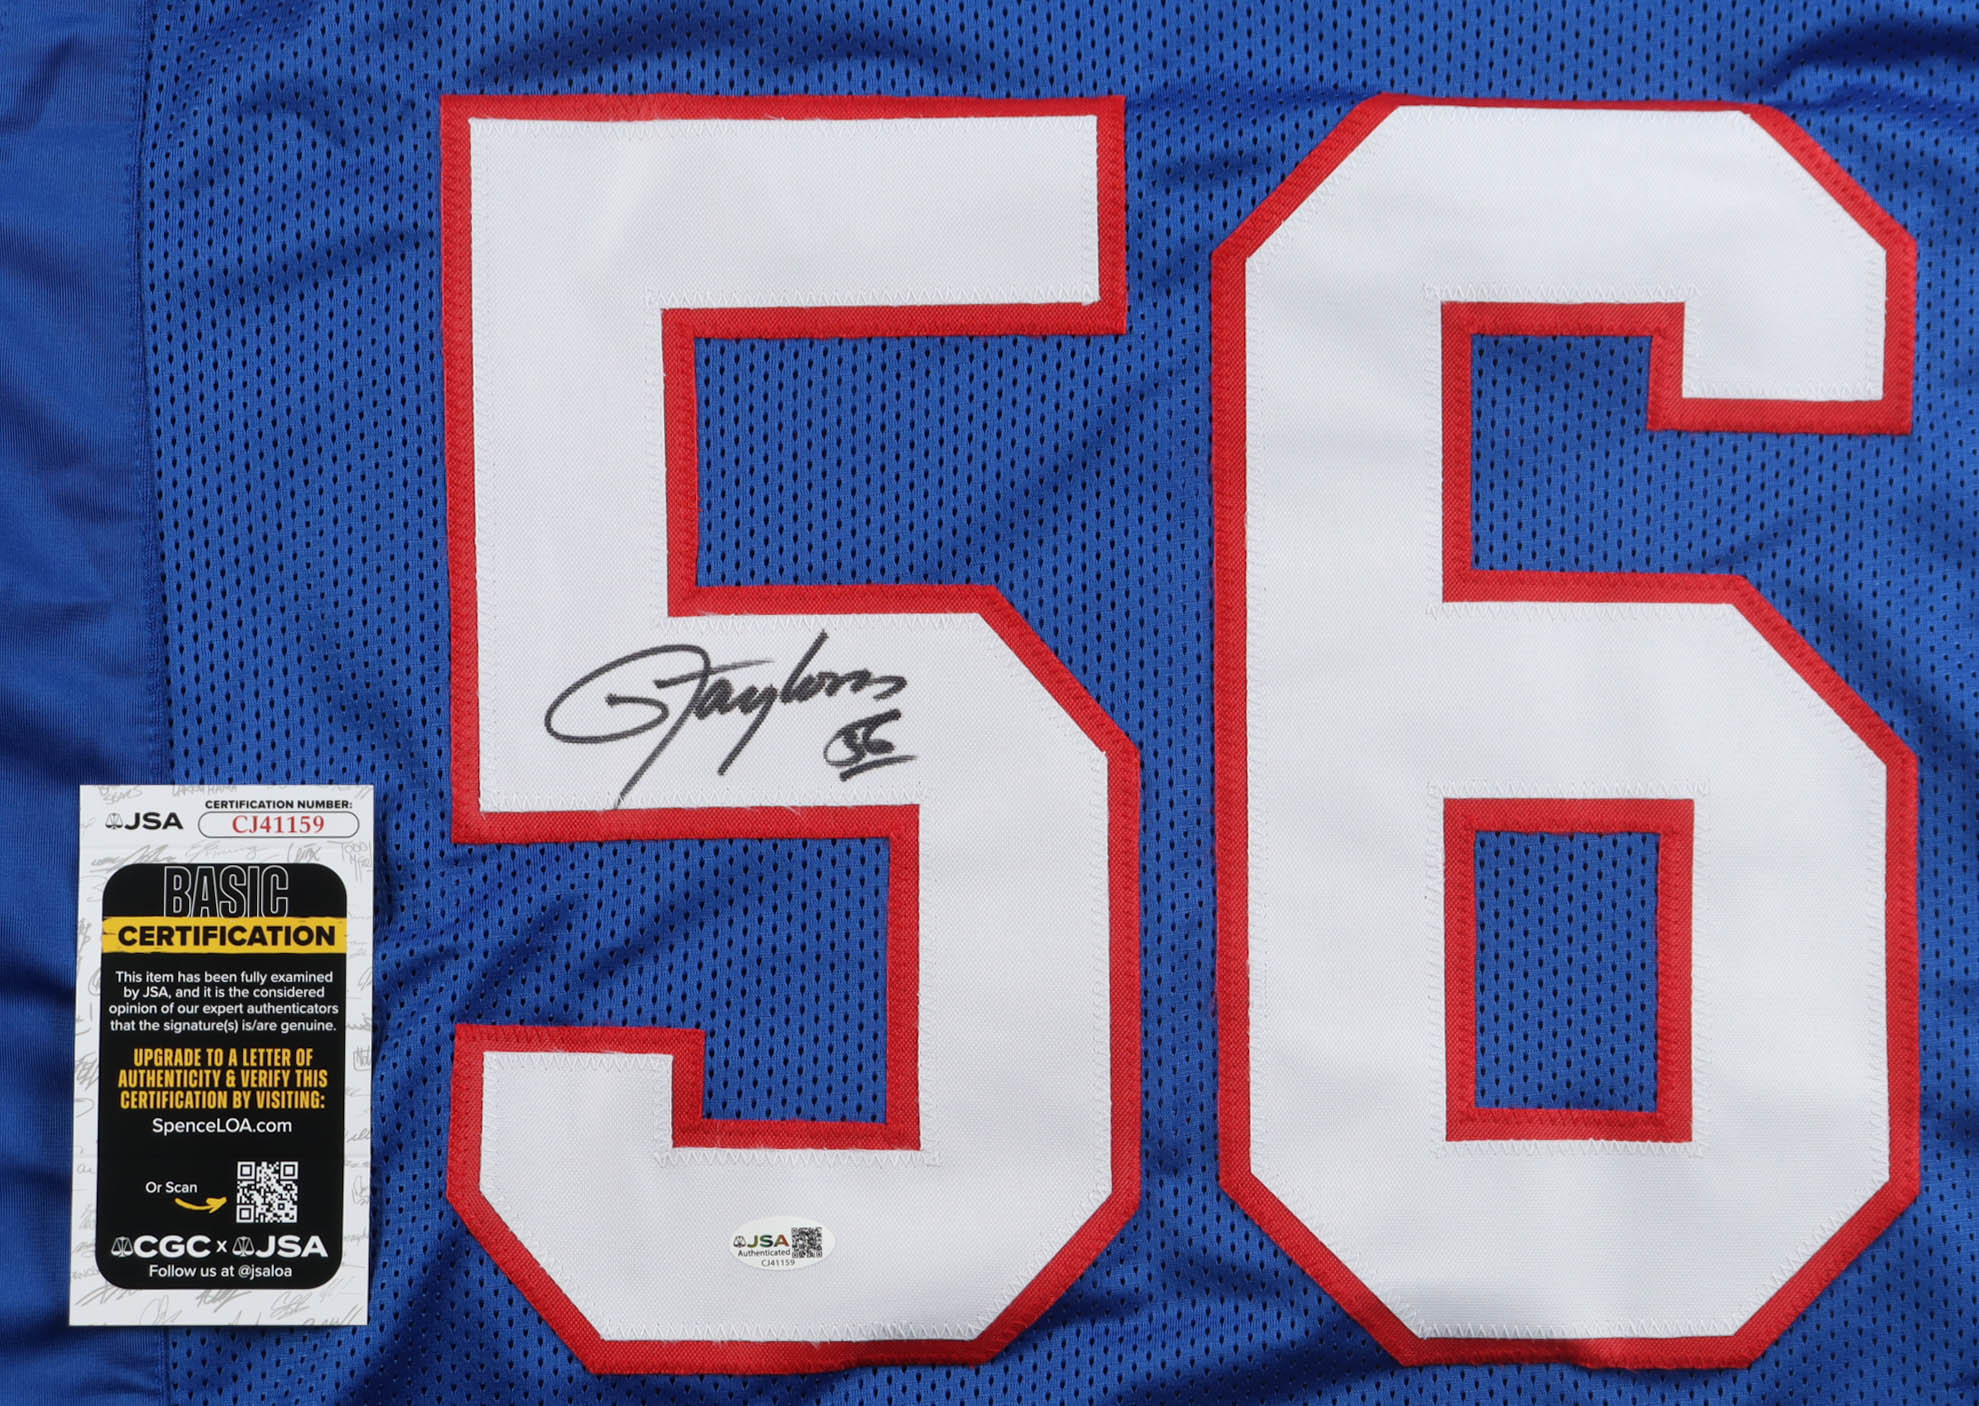 56
Taylor
56
JSA
CERTIFICATION NUMBER:
CJ41159
BASIC
CERTIFICATION
This item has been fully examined
by JSA, and it is the considered
opinion of our expert authenticators
that the signature(s) is/are genuine.
UPGRADE TO A LETTER OF
AUTHENTICITY & VERIFY THIS
CERTIFICATION BY VISITING:
SpenceLOA.com
Or Scan
CGC x JSA
Follow us at @jsaloa
JSA
Authenticated
CJ41159